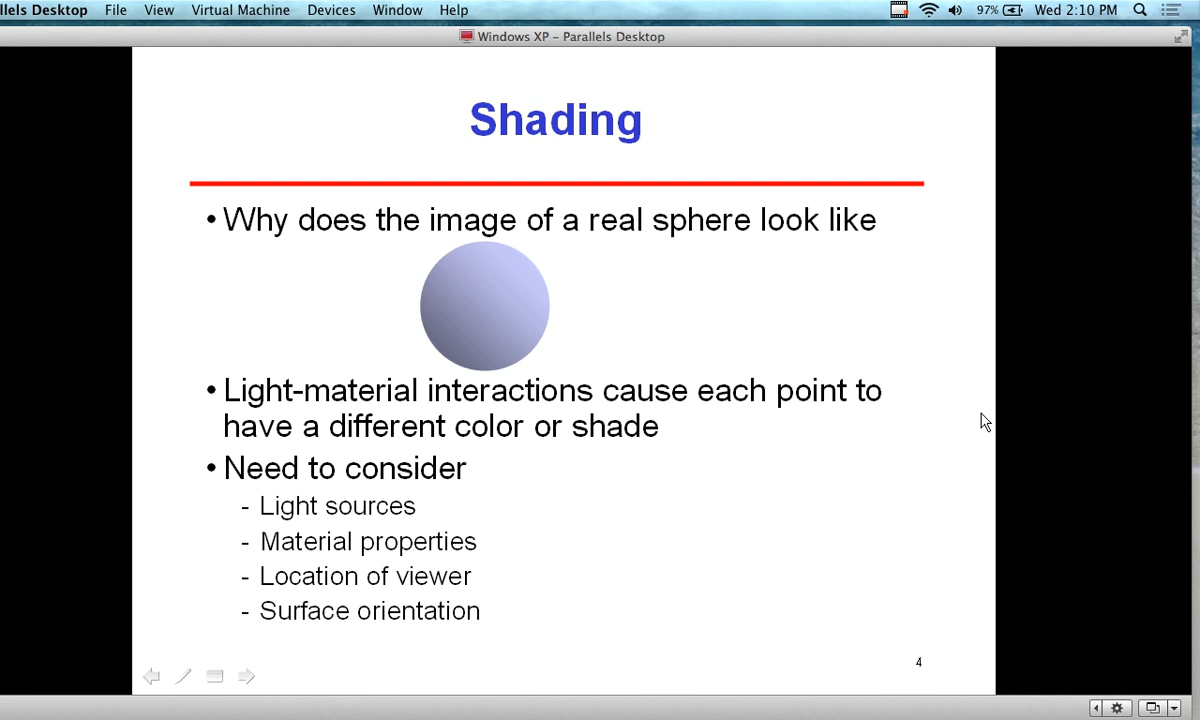 llels Desktop File View Virtual Machine Devices Window Help 97% Wed 2:10 PM
Windows XP – Parallels Desktop
Shading
• Why does the image of a real sphere look like
• Light-material interactions cause each point to
have a different color or shade
• Need to consider
- Light sources
- Material properties
- Location of viewer
- Surface orientation
4